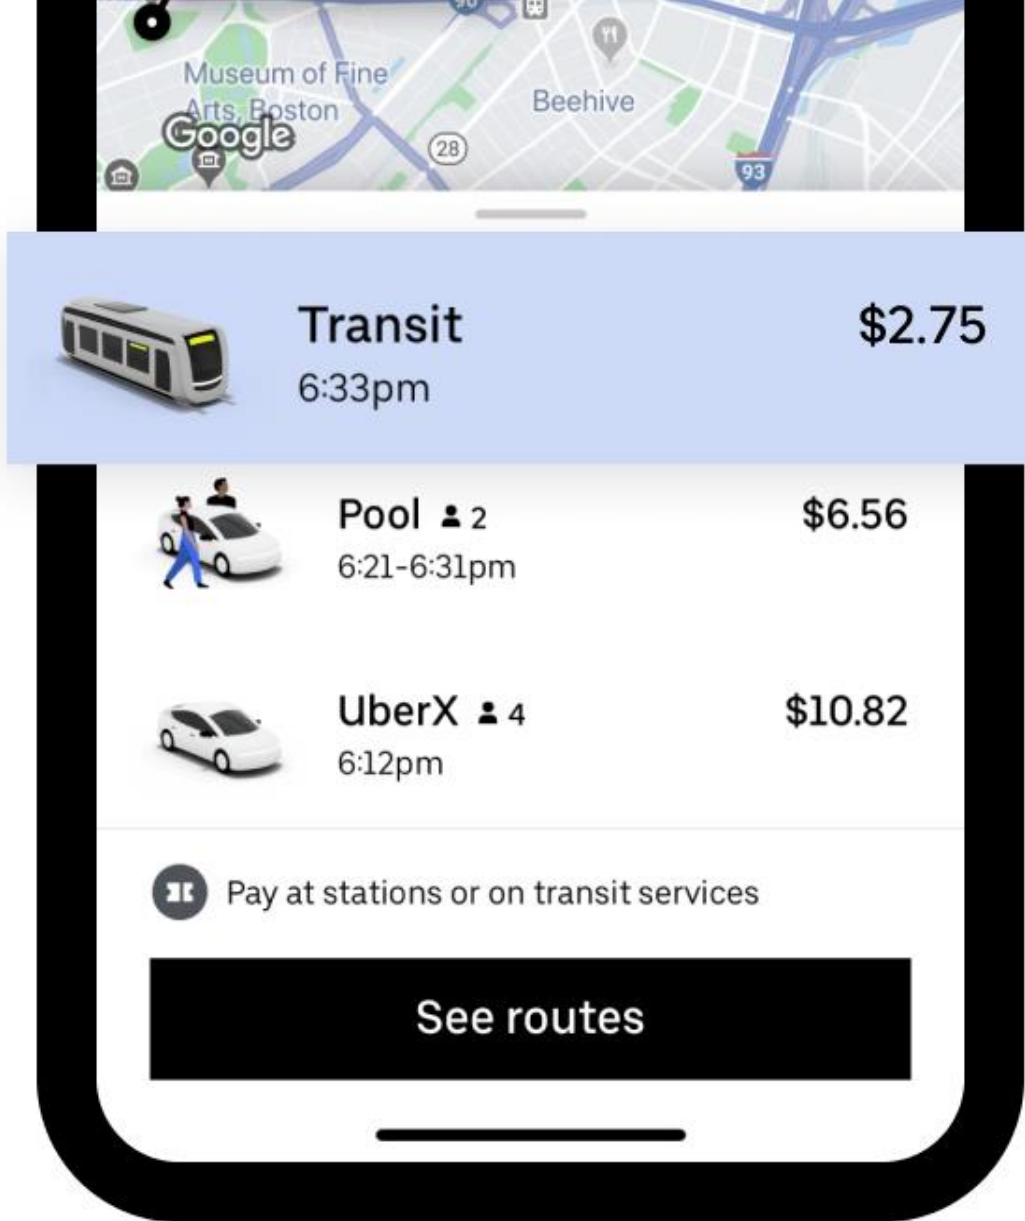 90
Museum of Fine
Arts, Boston
Google
Beehive
28
93
Transit
$2.75
6:33pm
Pool 2
$6.56
6:21-6:31pm
UberX 4
$10.82
6:12pm
Pay at stations or on transit services
See routes